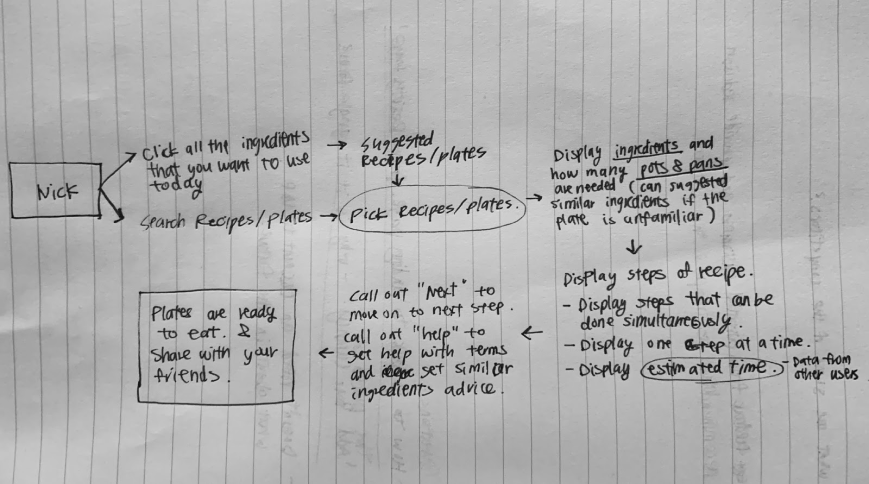 Nick
Click all the ingredients
that you want to use
today
Search Recipes/plates
Suggested
Recipes/plates
Pick Recipes/plates.
Display ingredients and
how many pots & pans
are needed (can suggested
similar ingredients if the
plate is unfamiliar)
Display steps of recipe.
- Display steps that can be
done simultaneously.
- Display one step at a time.
- Display estimated time.
- Data from
other users
Call out "Next" to
move on to next step.
call out "help" to
get help with terms
and get similar
ingredients advice.
Plates are ready
to eat. &
Share with your
friends.